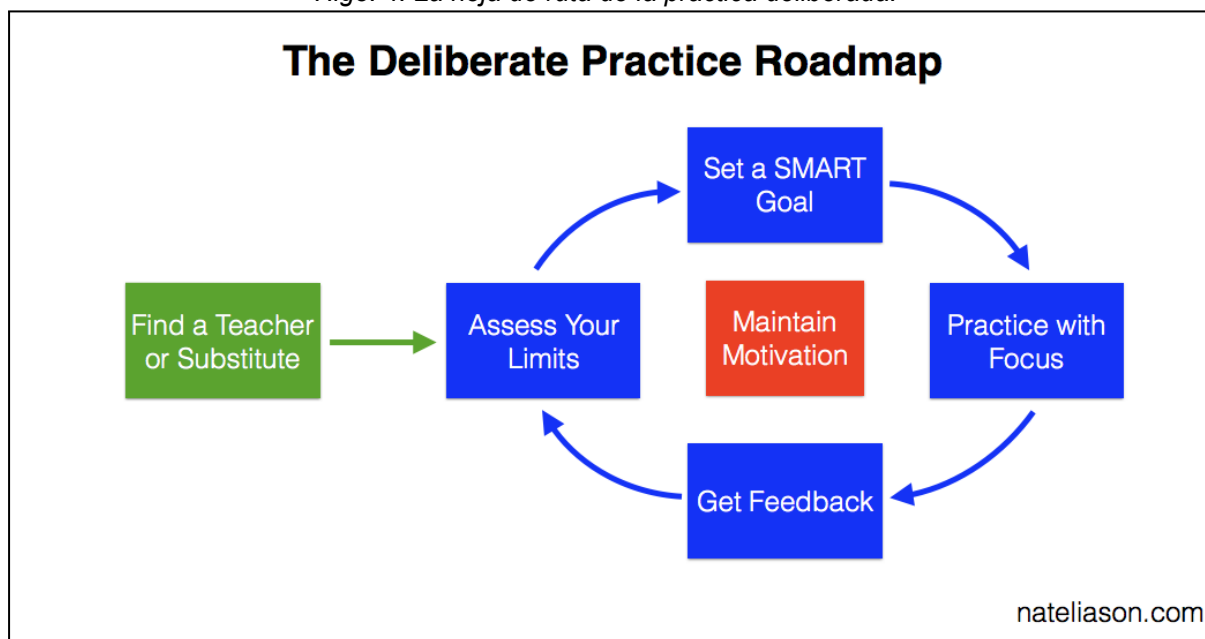 La hoja de ruta de la práctica deliberada.
The Deliberate Practice Roadmap
Find a Teacher
or Substitute
Assess Your
Limits
Set a SMART
Goal
Maintain
Motivation
Practice with
Focus
Get Feedback
nateliason.com